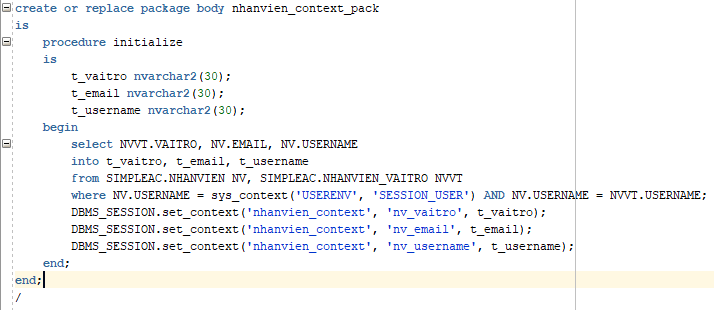 create or replace package body nhanvien_context_pack
is
procedure initialize
is
t_vaitro nvarchar2(30);
t_email nvarchar2(30);
t_username nvarchar2(30);
begin
select NVVT.VAITRO, NV.EMAIL, NV.USERNAME
into t_vaitro, t_email, t_username
from SIMPLEAC.NHANVIEN NV, SIMPLEAC.NHANVIEN_VAITRO NVVT
where NV.USERNAME = sys_context('USERENV', 'SESSION_USER') AND NV.USERNAME = NVVT.USERNAME;
DBMS_SESSION.set_context('nhanvien_context', 'nv_vaitro', t_vaitro);
DBMS_SESSION.set_context('nhanvien_context', 'nv_email', t_email);
DBMS_SESSION.set_context('nhanvien_context', 'nv_username', t_username);
end;
end;
/